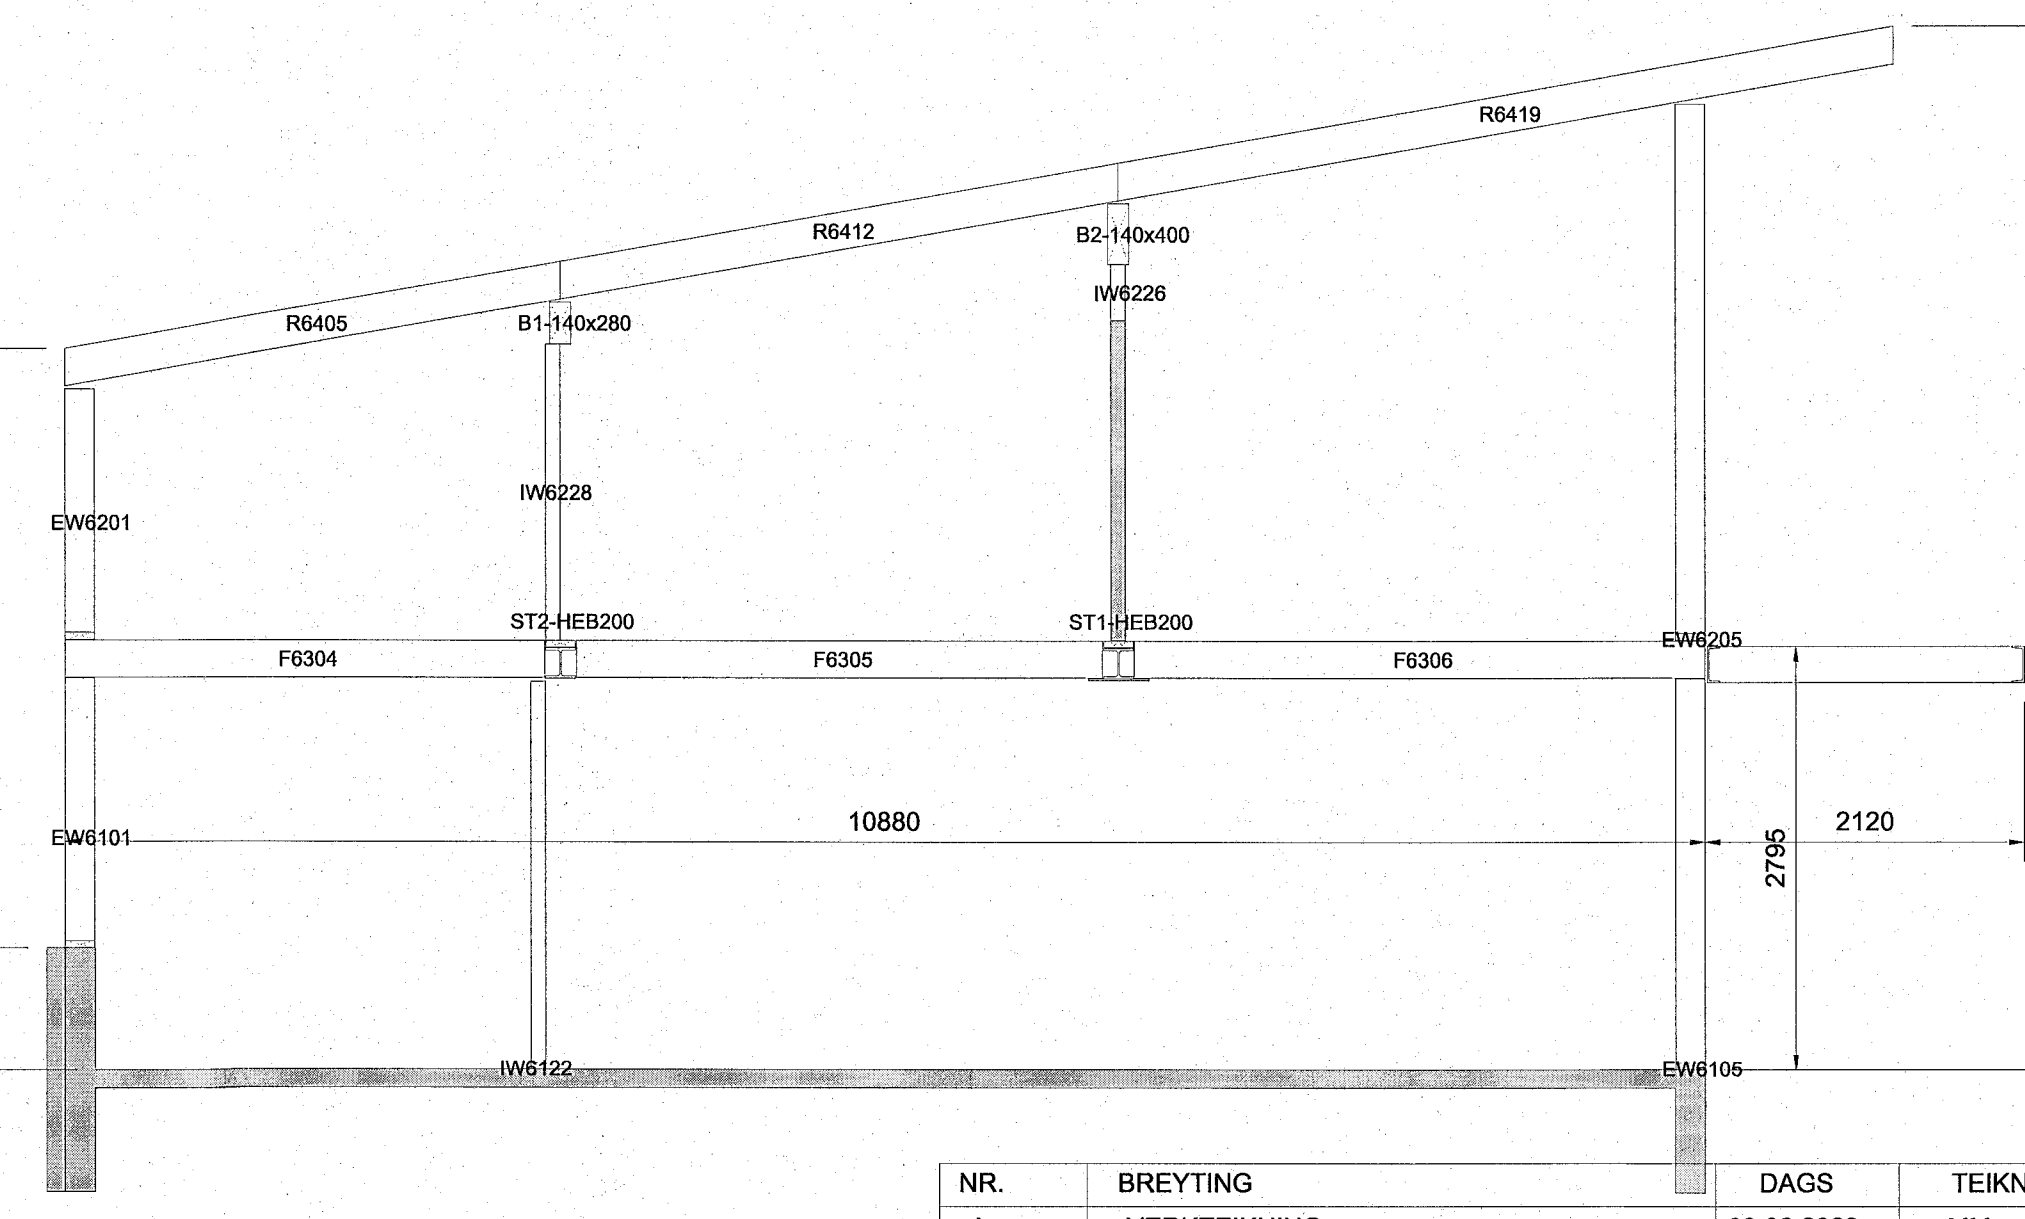 R6419
R6412
B2-140x400
IW6226
R6405
B1-140x280
IW6228
EW6201
ST2-HEB200
ST1-HEB200
EW6205
F6304
F6305
F6306
10880
2120
EW6101
2795
IW6122
EW6105
NR. BREYTING DAGS TEIKN